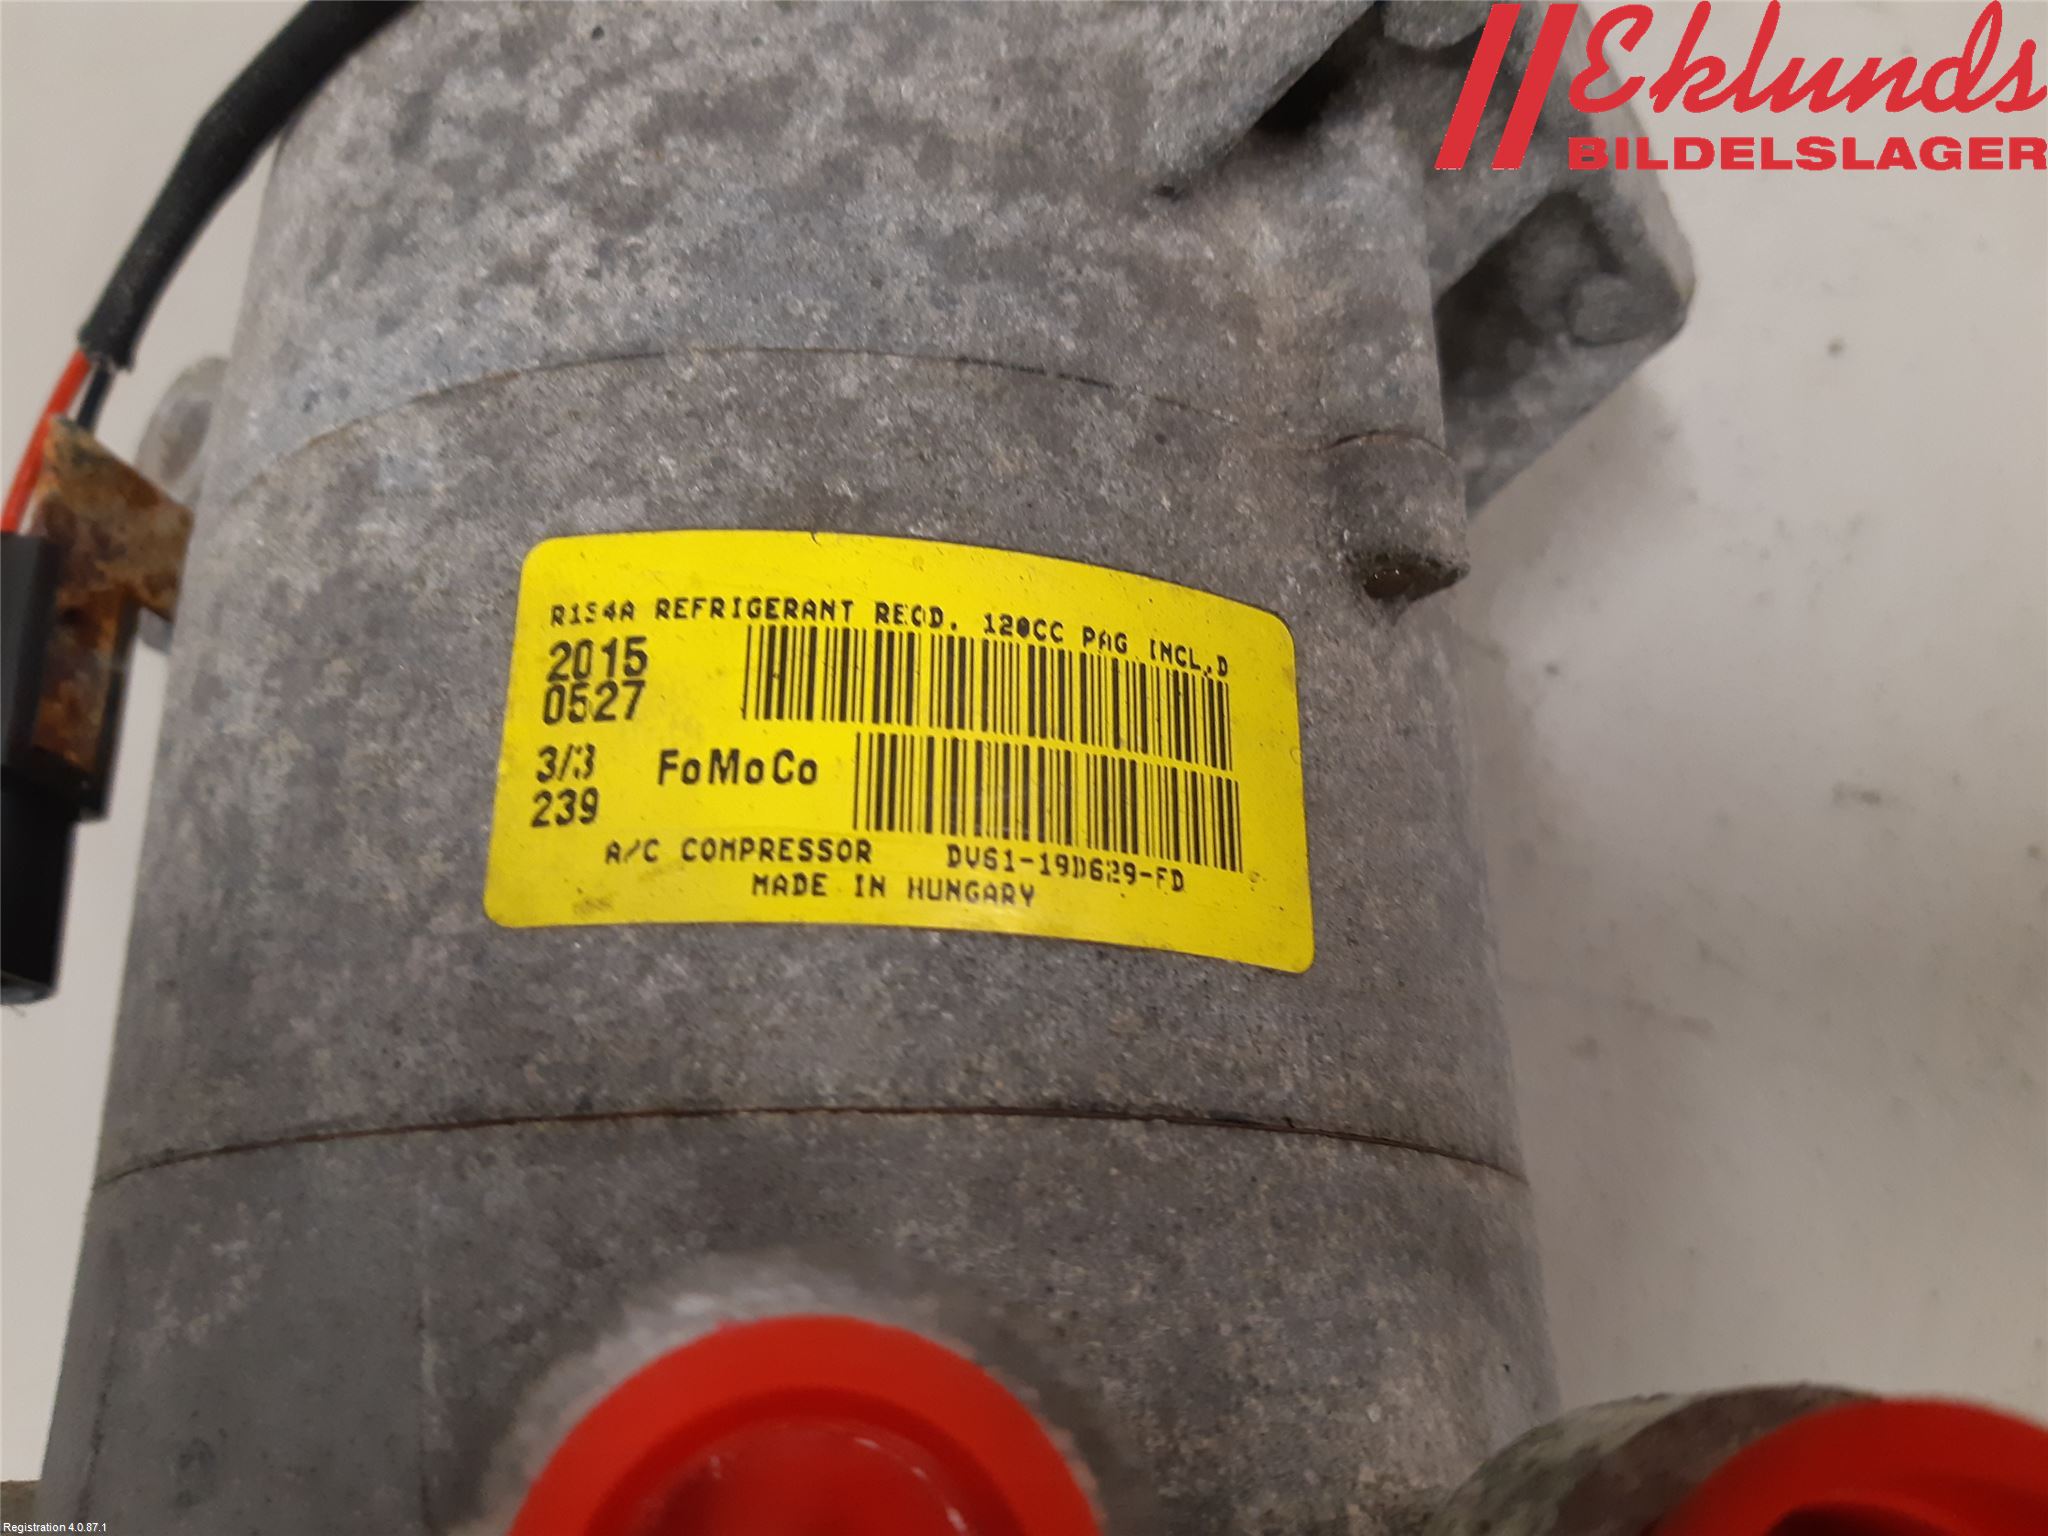 Eklunds
BILDELSLAGER
R134A REFRIGERANT REQD. 120CC PAG INCL.D
2015
0527
3/3
FoMoCo
239
A/C COMPRESSOR DV61-19D629-FD
MADE IN HUNGARY
Registration 4.0.87.1